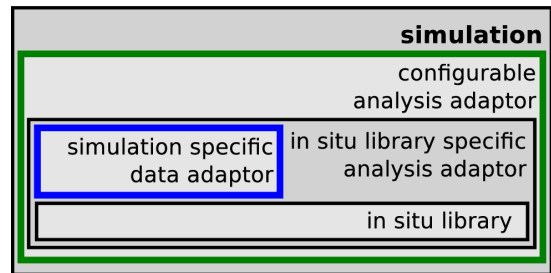 simulation
configurable
analysis adaptor
simulation specific
data adaptor
in situ library specific
analysis adaptor
in situ library